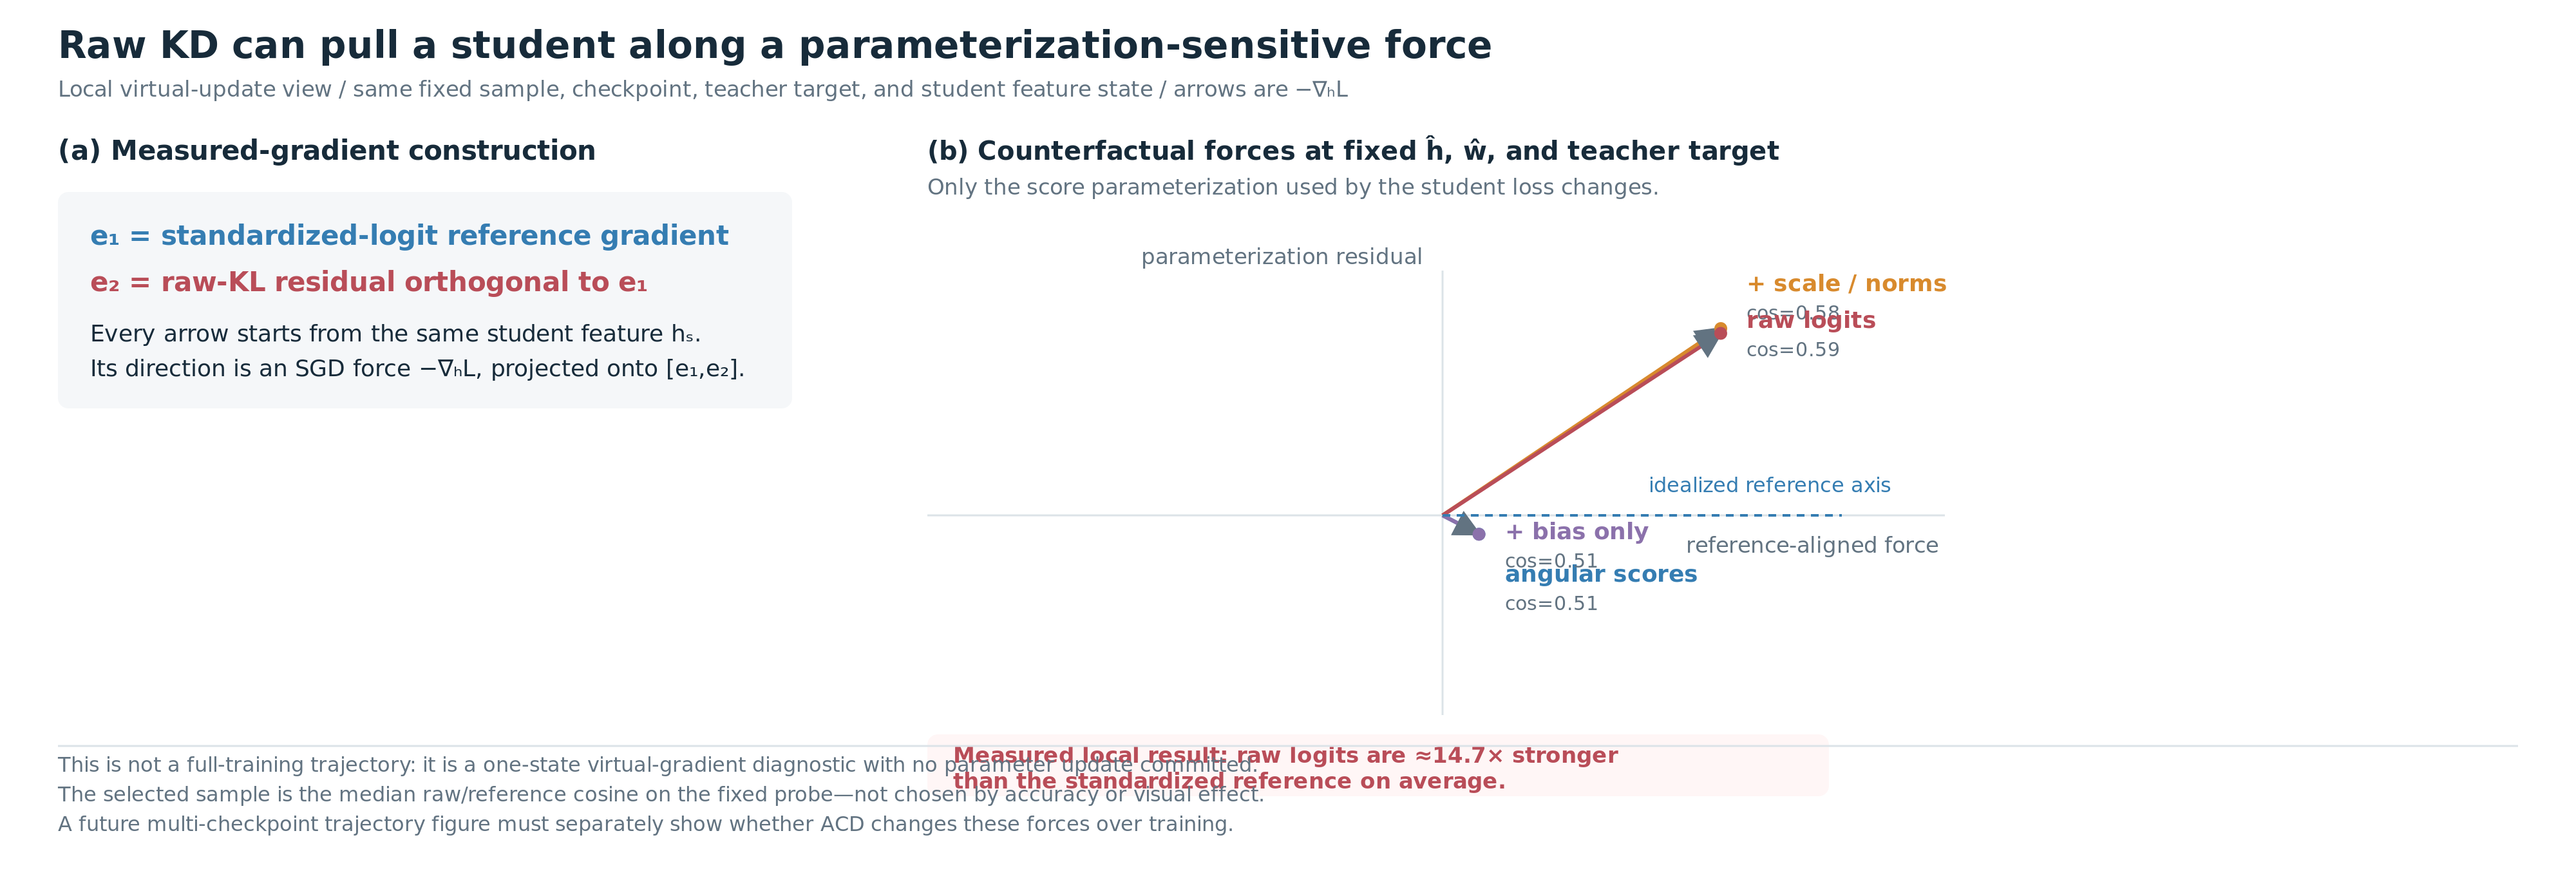 Raw KD can pull a student along a parameterization-sensitive force
Local virtual-update view / same fixed sample, checkpoint, teacher target, and student feature state / arrows are −∇ₕL
(a) Measured-gradient construction
e₁ = standardized-logit reference gradient
e₂ = raw-KL residual orthogonal to e₁
Every arrow starts from the same student feature hₛ.
Its direction is an SGD force −∇ₕL, projected onto [e₁,e₂].
(b) Counterfactual forces at fixed ĥ, ŵ, and teacher target
Only the score parameterization used by the student loss changes.
parameterization residual
+ scale / norms
cos=0.58
raw logits
cos=0.59
idealized reference axis
reference-aligned force
+ bias only
cos=0.51
angular scores
cos=0.51
Measured local result: raw logits are ≈14.7× stronger
than the standardized reference on average.
This is not a full-training trajectory: it is a one-state virtual-gradient diagnostic with no parameter update committed.
The selected sample is the median raw/reference cosine on the fixed probe—not chosen by accuracy or visual effect.
A future multi-checkpoint trajectory figure must separately show whether ACD changes these forces over training.